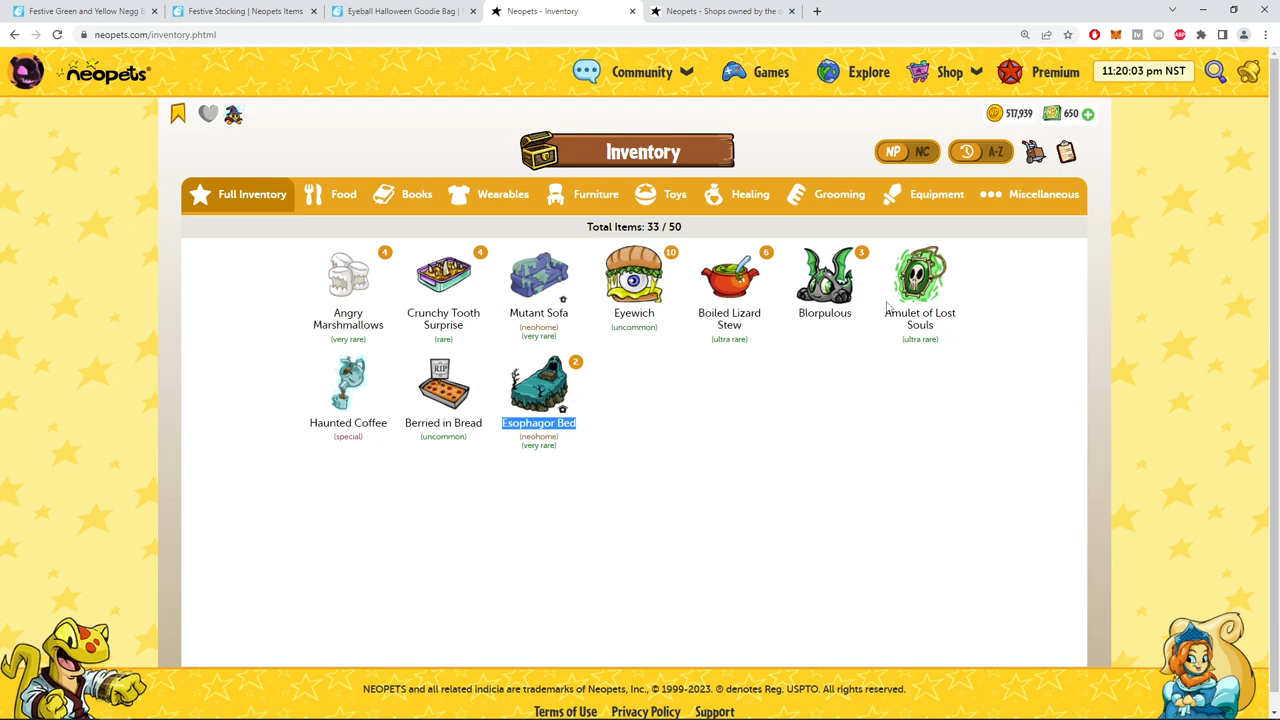 Festive Green and Yellow Negg B
Festive Stocking | Neopets Items
Eyeball Halloween Goodie Bag |
Neopets - Inventory
Neopets - Shops owned by the
neopets.com/inventory.phtml
neopets
Community
Games
Explore
Shop
Premium
11:20:03 pm NST
517,939
650
Inventory
NP NC
A-Z
Full Inventory
Food
Books
Wearables
Furniture
Toys
Healing
Grooming
Equipment
Miscellaneous
Total Items: 33 / 50
4
4
10
6
3
Angry Marshmallows
(very rare)
Crunchy Tooth Surprise
(rare)
Mutant Sofa
(neohome)
(very rare)
Eyewich
(uncommon)
Boiled Lizard Stew
(ultra rare)
Blorpulous
Amulet of Lost Souls
(ultra rare)
RIP
2
Haunted Coffee
(special)
Berried in Bread
(uncommon)
Esophagor Bed
(neohome)
(very rare)
NEOPETS and all related indicia are trademarks of Neopets, Inc., © 1999-2023. ® denotes Reg. USPTO. All rights reserved.
Terms of Use Privacy Policy Support